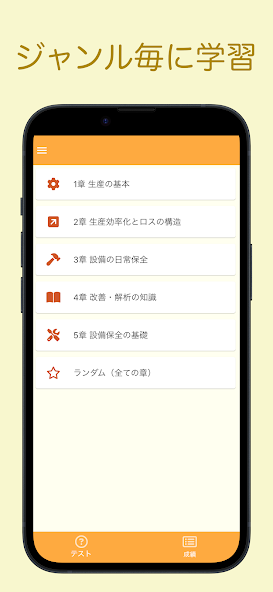 ジャンル毎に学習
1章 生産の基本
2章 生産効率化とロスの構造
3章 設備の日常保全
4章 改善・解析の知識
5章 設備保全の基礎
ランダム（全ての章）
テスト
成績